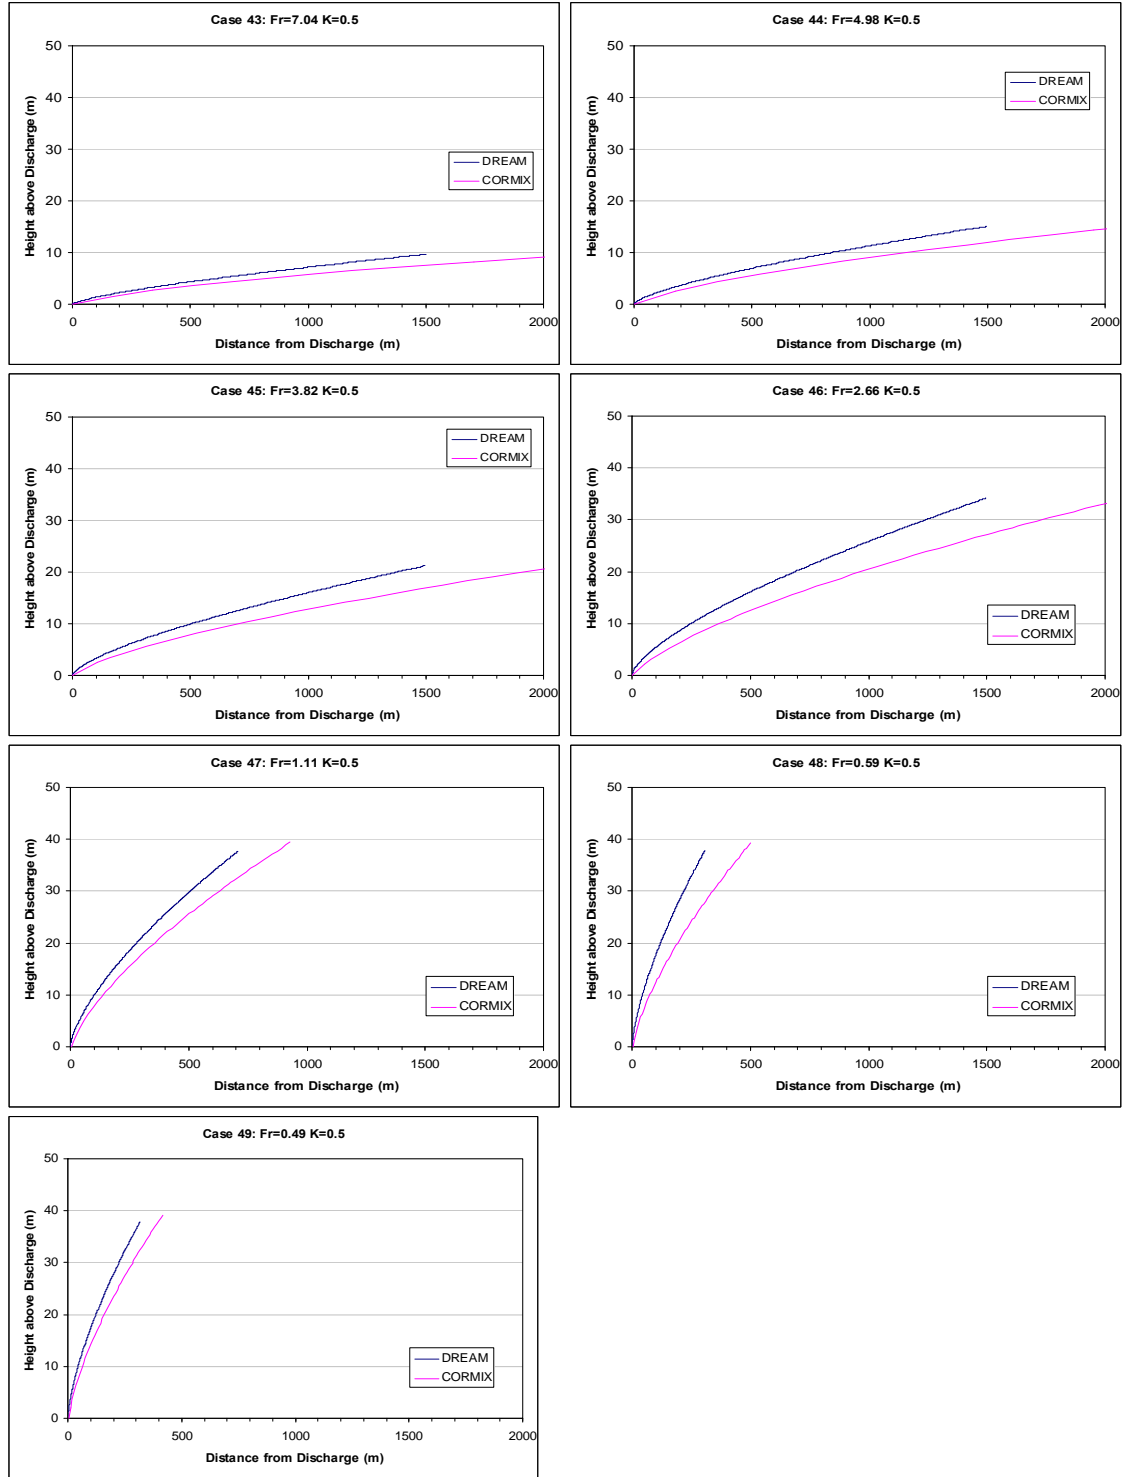 Case 43: Fr=7.04 K=0.5
50
40
30
20
10
0
Height above Discharge (m)
DREAM
CORMIX
0 500 1000 1500 2000
Distance from Discharge (m)
Case 44: Fr=4.98 K=0.5
50
40
30
20
10
0
Height above Discharge (m)
DREAM
CORMIX
0 500 1000 1500 2000
Distance from Discharge (m)
Case 45: Fr=3.82 K=0.5
50
40
30
20
10
0
Height above Discharge (m)
DREAM
CORMIX
0 500 1000 1500 2000
Distance from Discharge (m)
Case 46: Fr=2.66 K=0.5
50
40
30
20
10
0
Height above Discharge (m)
DREAM
CORMIX
0 500 1000 1500 2000
Distance from Discharge (m)
Case 47: Fr=1.11 K=0.5
50
40
30
20
10
0
Height above Discharge (m)
DREAM
CORMIX
0 500 1000 1500 2000
Distance from Discharge (m)
Case 48: Fr=0.59 K=0.5
50
40
30
20
10
0
Height above Discharge (m)
DREAM
CORMIX
0 500 1000 1500 2000
Distance from Discharge (m)
Case 49: Fr=0.49 K=0.5
50
40
30
20
10
0
Height above Discharge (m)
DREAM
CORMIX
0 500 1000 1500 2000
Distance from Discharge (m)